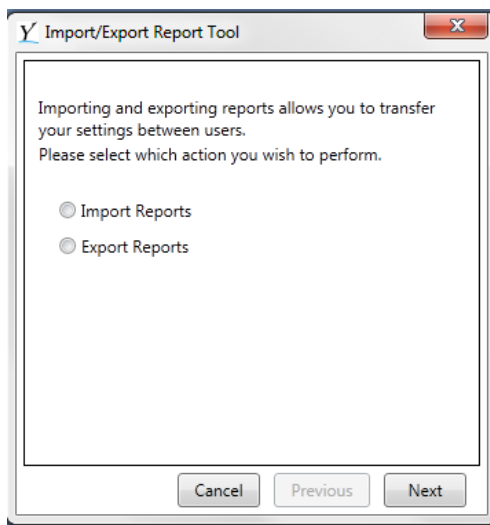 Import/Export Report Tool
Importing and exporting reports allows you to transfer
your settings between users.
Please select which action you wish to perform.
Import Reports
Export Reports
Cancel Previous Next